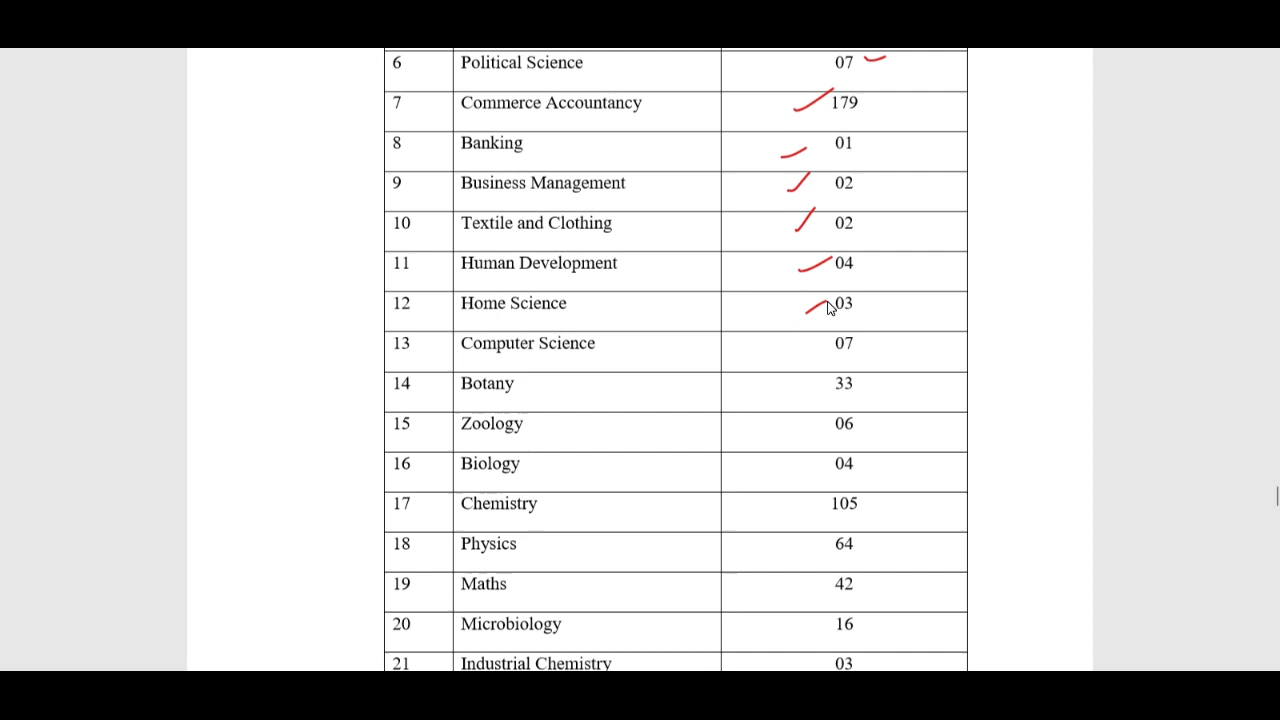 6 Political Science 07
7 Commerce Accountancy 179
8 Banking 01
9 Business Management 02
10 Textile and Clothing 02
11 Human Development 04
12 Home Science 03
13 Computer Science 07
14 Botany 33
15 Zoology 06
16 Biology 04
17 Chemistry 105
18 Physics 64
19 Maths 42
20 Microbiology 16
21 Industrial Chemistry 03